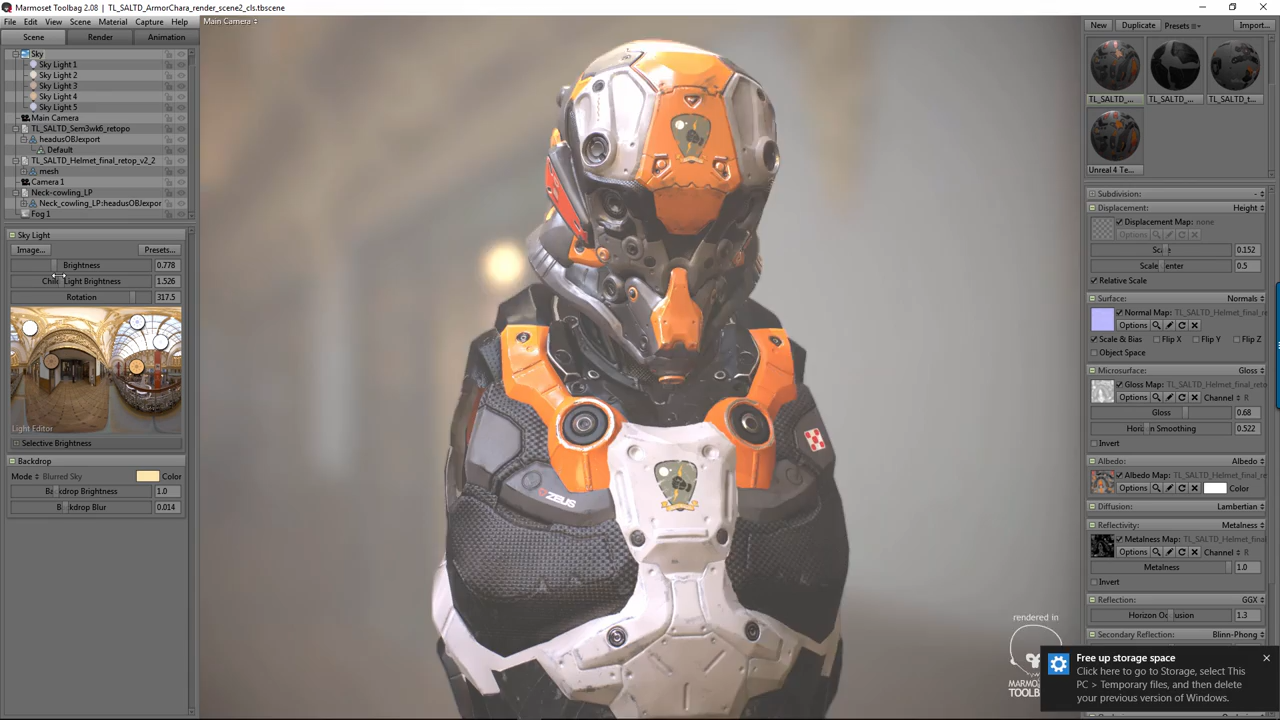 Marmoset Toolbag 2.08 | TL_SALTD_ArmorChara_render_scene2_cls.tbscene
File Edit View Scene Material Capture Help
Scene Render Animation
Sky
Sky Light 1
Sky Light 2
Sky Light 3
Sky Light 4
Sky Light 5
Main Camera
TL_SALTD_Sem3wk6_retopo
headusOBJexport
Default
TL_SALTD_Helmet_final_retop_v2_2
mesh
Camera 1
Neck-cowling_LP
Neck_cowling_LP:headusOBJexpor
Fog 1
Sky Light
Image... Presets...
Brightness 0.778
Light Brightness 1.526
Rotation 317.5
Light Editor
Selective Brightness
Backdrop
Mode Blurred Sky Color
Brightness 1.0
Blur 0.014
Main Camera
ZEUS
rendered in
New Duplicate Presets Import...
TL_SALTD_... TL_SALTD_... TL_SALTD_t...
Unreal 4 Te...
Subdivision: -
Displacement: Height
Displacement Map: none
Options
0.152
0.5
Relative Scale
Surface: Normals
Normal Map: TL_SALTD_Helmet_final_re
Options
Scale & Bias Flip X Flip Y Flip Z
Object Space
Microsurface: Gloss
Gloss Map: TL_SALTD_Helmet_final_reto
Options Channel R
Gloss 0.68
Smoothing 0.522
Invert
Albedo: Albedo
Albedo Map: TL_SALTD_Helmet_final_ret
Options Color
Diffusion: Lambertian
Reflectivity: Metalness
Metalness Map: TL_SALTD_Helmet_final
Options Channel R
Metalness 1.0
Invert
Reflection: GGX
Horizon 1.3
Secondary Reflection: Blinn-Phong
Free up storage space
Click here to go to Storage, select This
PC > Temporary files, and then delete
your previous version of Windows.